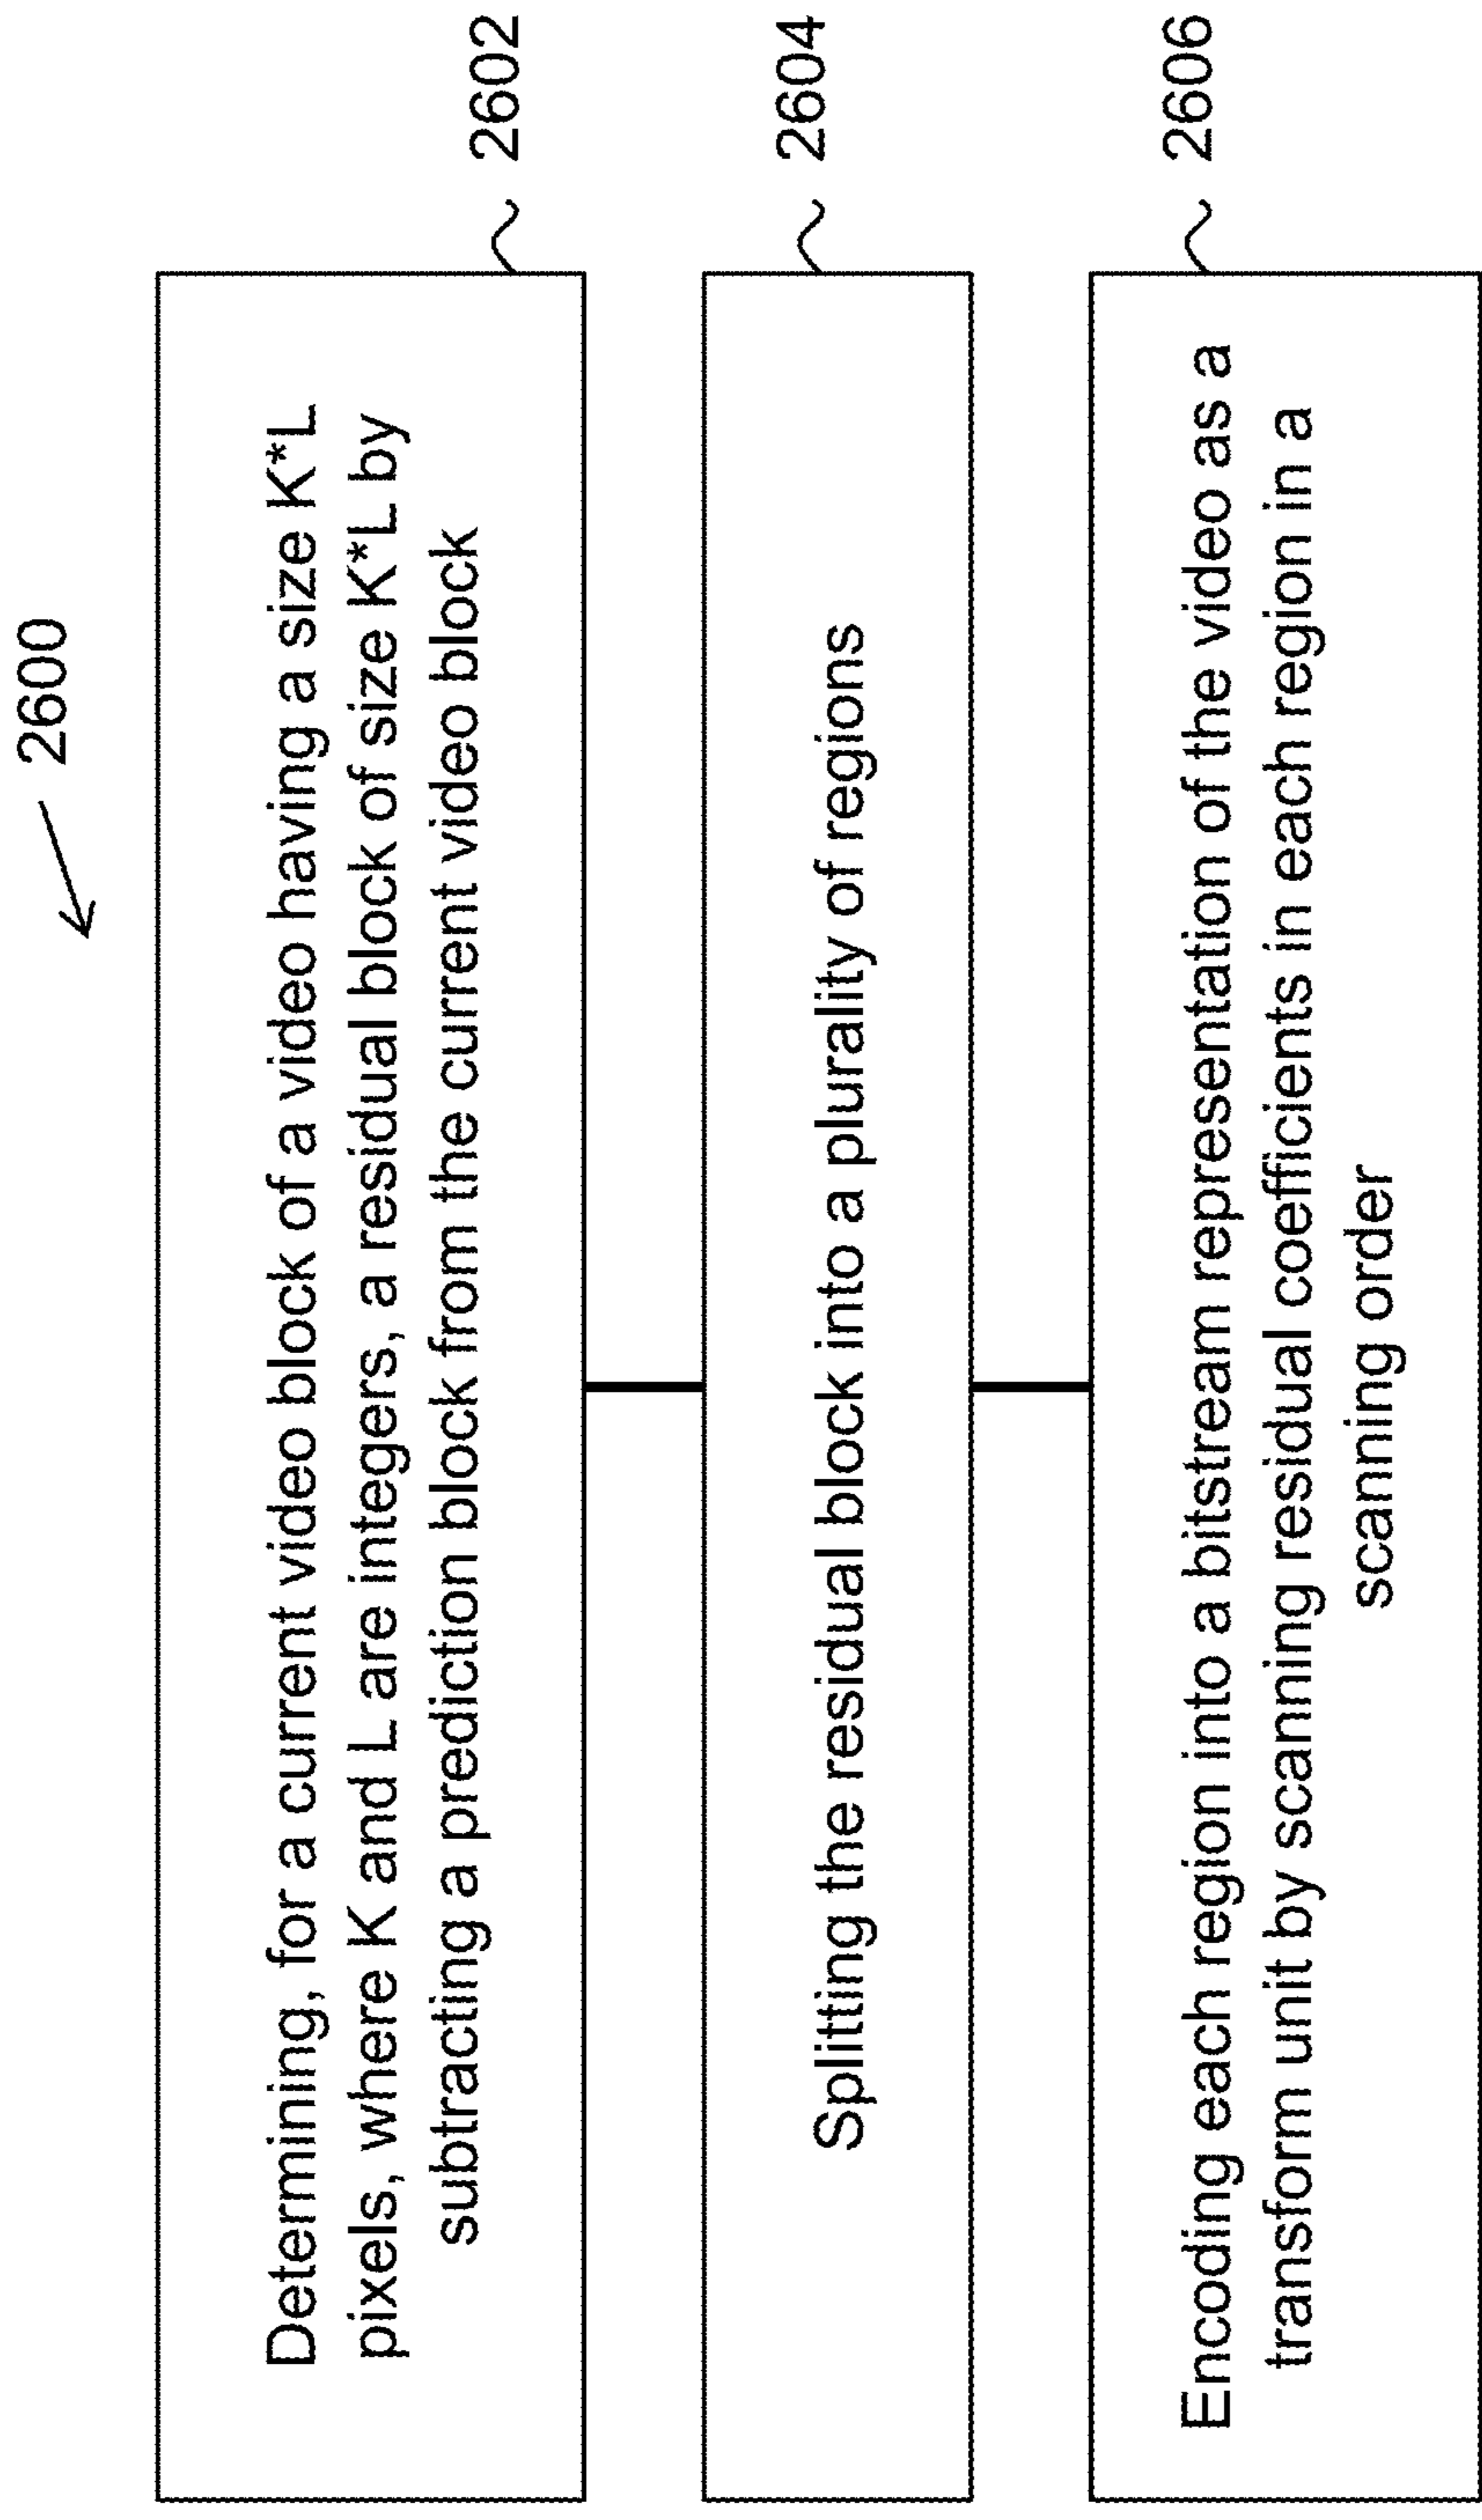 2600
Determining, for a current video block of a video having a size K*L
pixels, where K and L are integers, a residual block of size K*L by
subtracting a prediction block from the current video block
2602
Splitting the residual block into a plurality of regions
2604
Encoding each region into a bitstream representation of the video as a
transform unit by scanning residual coefficients in each region in a
scanning order
2606